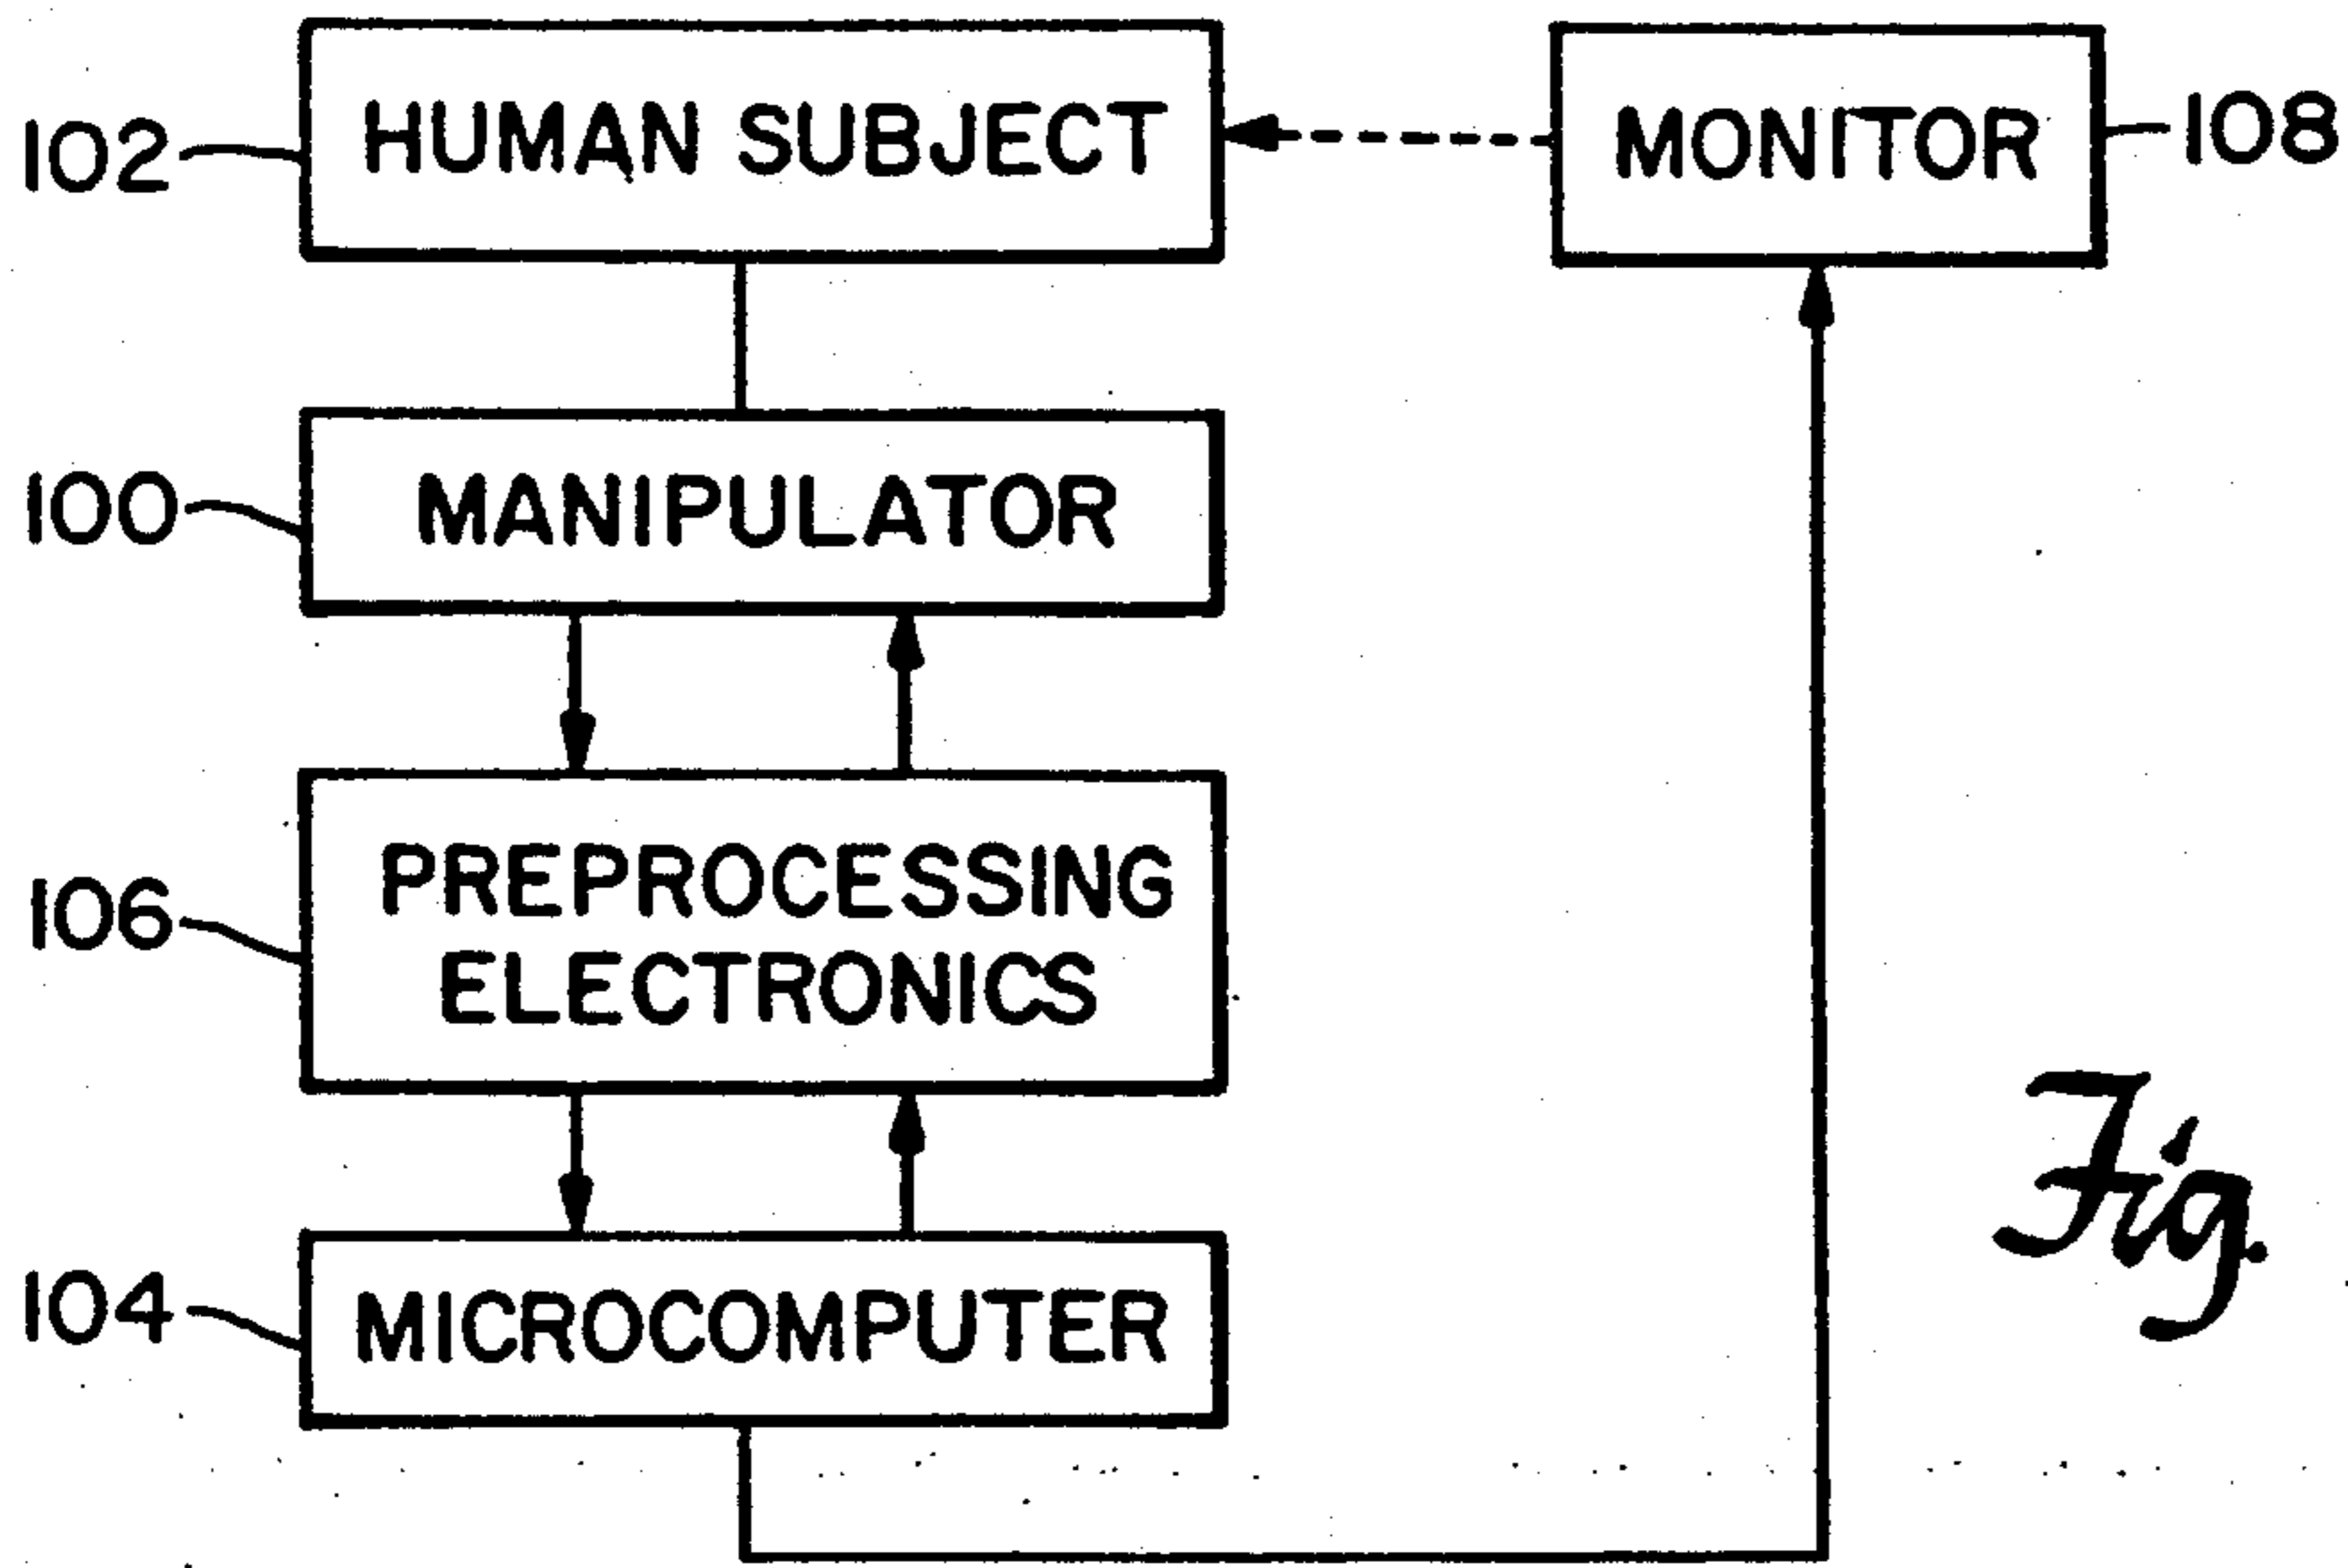 102
HUMAN SUBJECT
MONITOR
108
100
MANIPULATOR
106
PREPROCESSING
ELECTRONICS
104
MICROCOMPUTER
Fig.